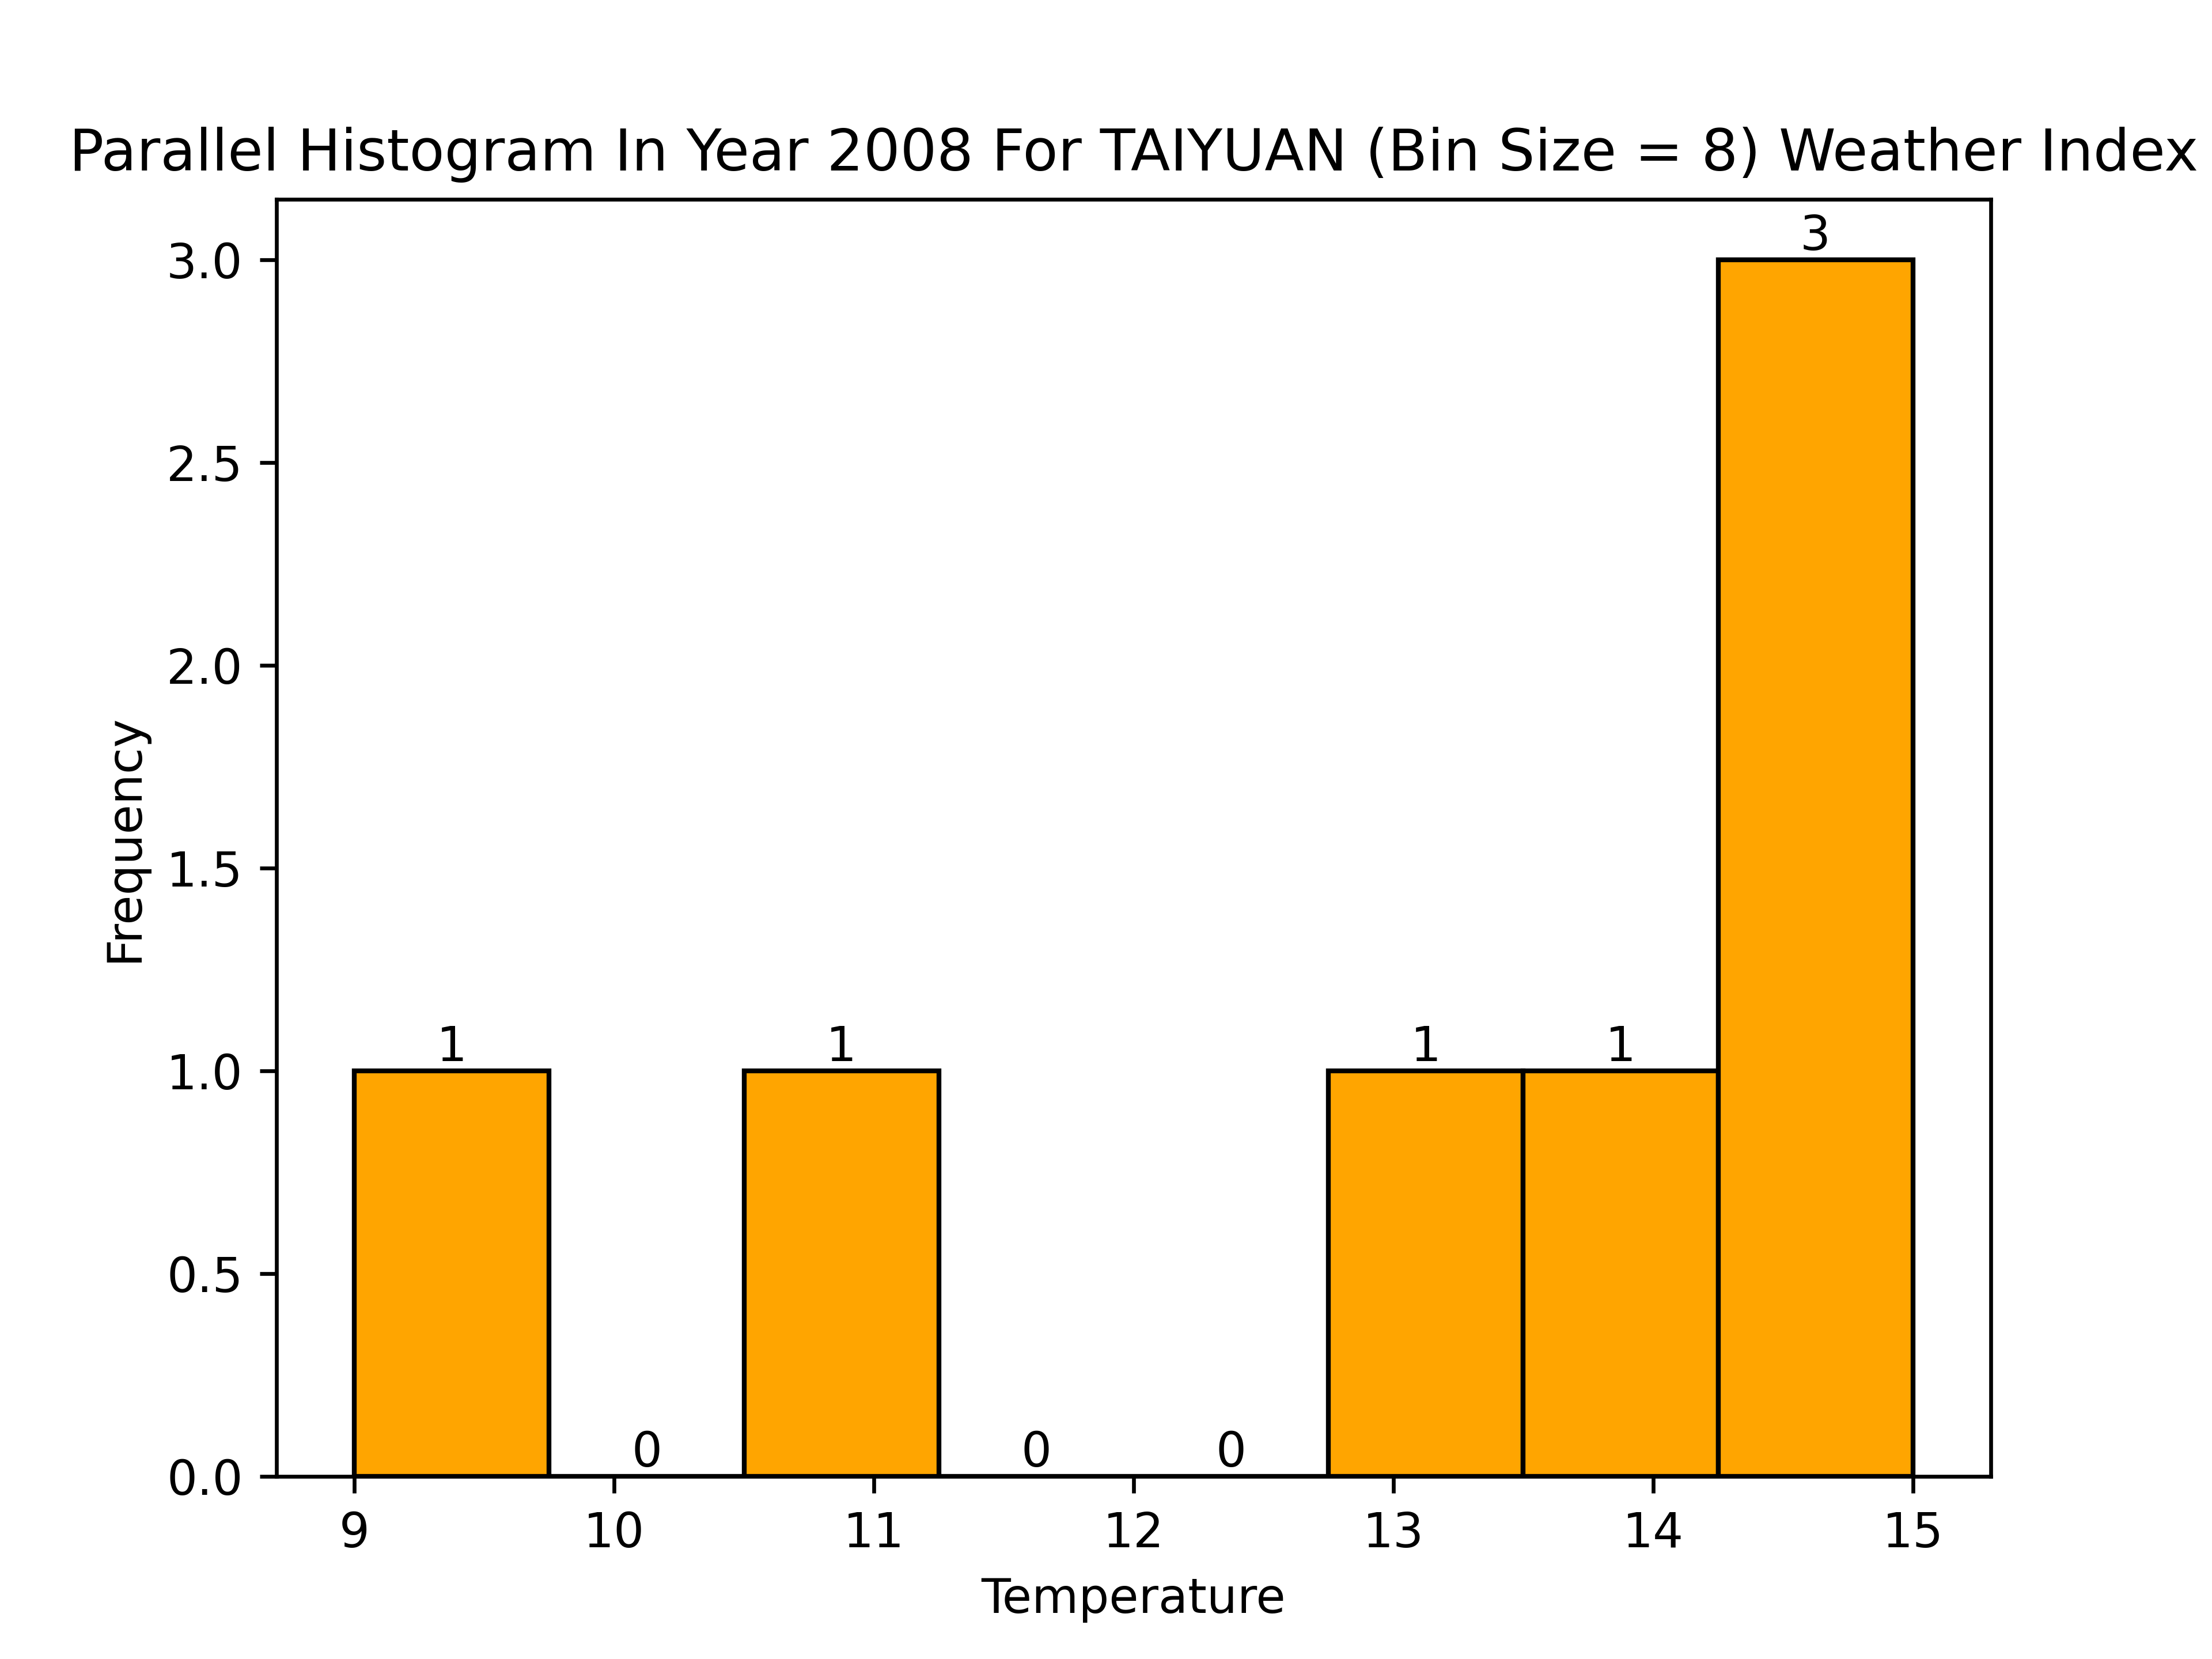 Parallel Histogram In Year 2008 For TAIYUAN (Bin Size = 8) Weather Index
3
3.0
2.5
2.0
1.5
1 1 1 1
1.0
0.5
0 0 0
0.0
9 10 11 12 13 14 15
Frequency
Temperature